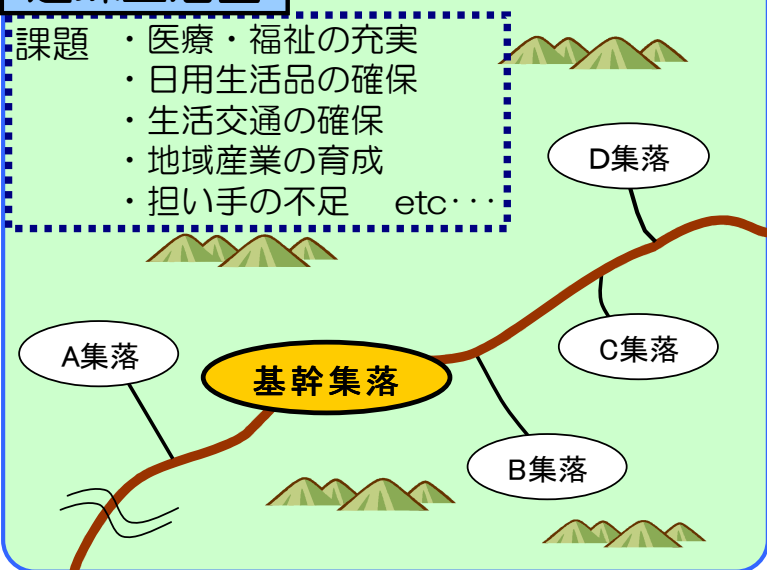 課題 ・医療・福祉の充実
・日用生活品の確保
・生活交通の確保
・地域産業の育成
・担い手の不足 etc･･･
D集落
A集落
基幹集落
C集落
B集落